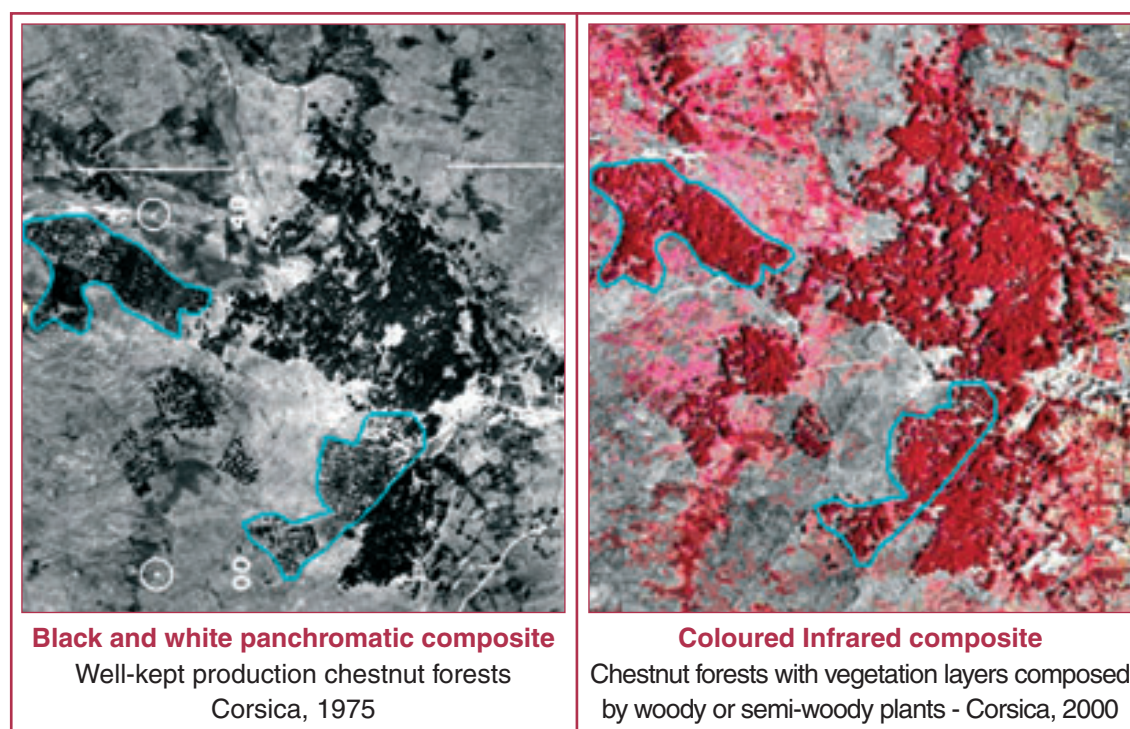 Black and white panchromatic composite
Well-kept production chestnut forests
Corsica, 1975
Coloured Infrared composite
Chestnut forests with vegetation layers composed
by woody or semi-woody plants - Corsica, 2000